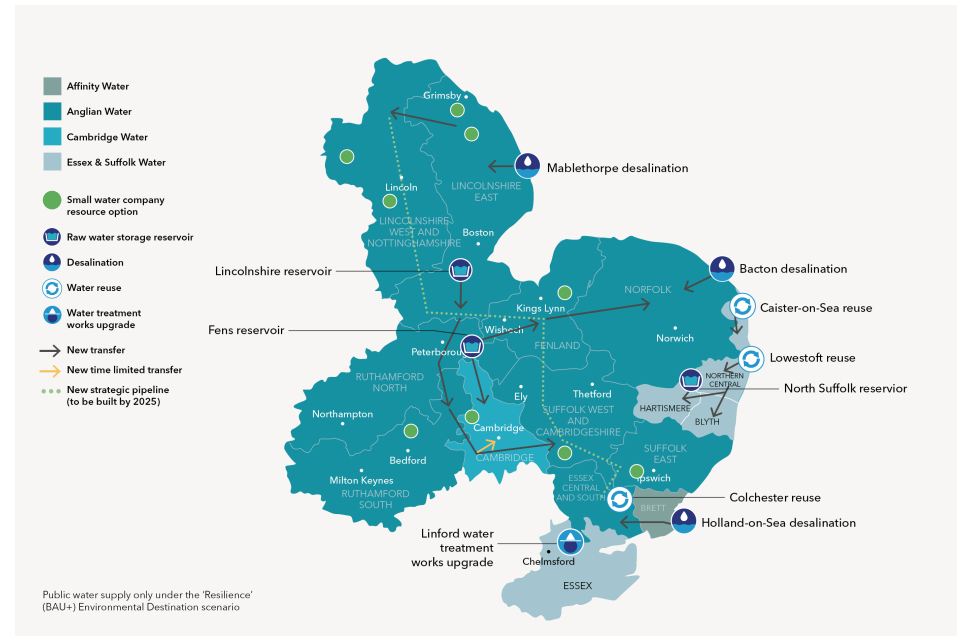 Affinity Water
Anglian Water
Cambridge Water
Essex & Suffolk Water
Small water company
resource option
Raw water storage reservoir
Desalination
Water reuse
Water treatment
works upgrade
New transfer
New time limited transfer
New strategic pipeline
(to be built by 2025)
Grimsby
Mablethorpe desalination
Lincoln
LINCOLNSHIRE
EAST
LINCOLNSHIRE
WEST AND
NOTTINGHAMSHIRE
Boston
Lincolnshire reservoir
Bacton desalination
NORFOLK
Kings Lynn
Caister-on-Sea reuse
Fens reservoir
Wisbech
Norwich
FENLAND
Peterborou
Lowestoft reuse
RUTHAMFORD
NORTH
NORTHERN
CENTRAL
North Suffolk reservior
Ely
Thetford
HARTISMERE
BLYTH
Northampton
SUFFOLK WEST
AND
CAMBRIDGESHIRE
Cambridge
CAMBRIDGE
Bedford
SUFFOLK
EAST
Milton Keynes
RUTHAMFORD
SOUTH
Ipswich
ESSEX
CENTRAL
AND SOUTH
Colchester reuse
BRETT
Holland-on-Sea desalination
Linford water
treatment
works upgrade
Chelmsford
ESSEX
Public water supply only under the ‘Resilience’
(BAU+) Environmental Destination scenario